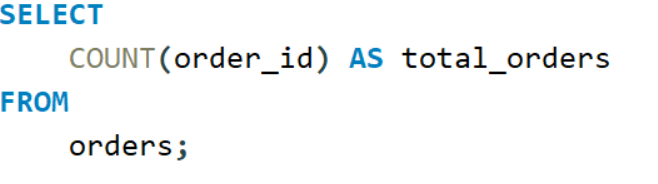 SELECT
    COUNT(order_id) AS total_orders
FROM
    orders;